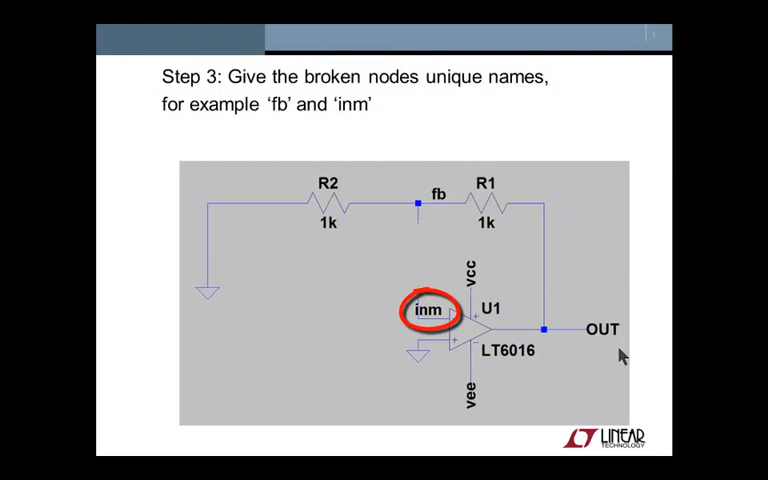 Step 3: Give the broken nodes unique names,
for example ‘fb’ and ‘inm’
R2
fb
R1
1k
1k
vcc
inm
U1
OUT
LT6016
vee
LT LINEAR
TECHNOLOGY